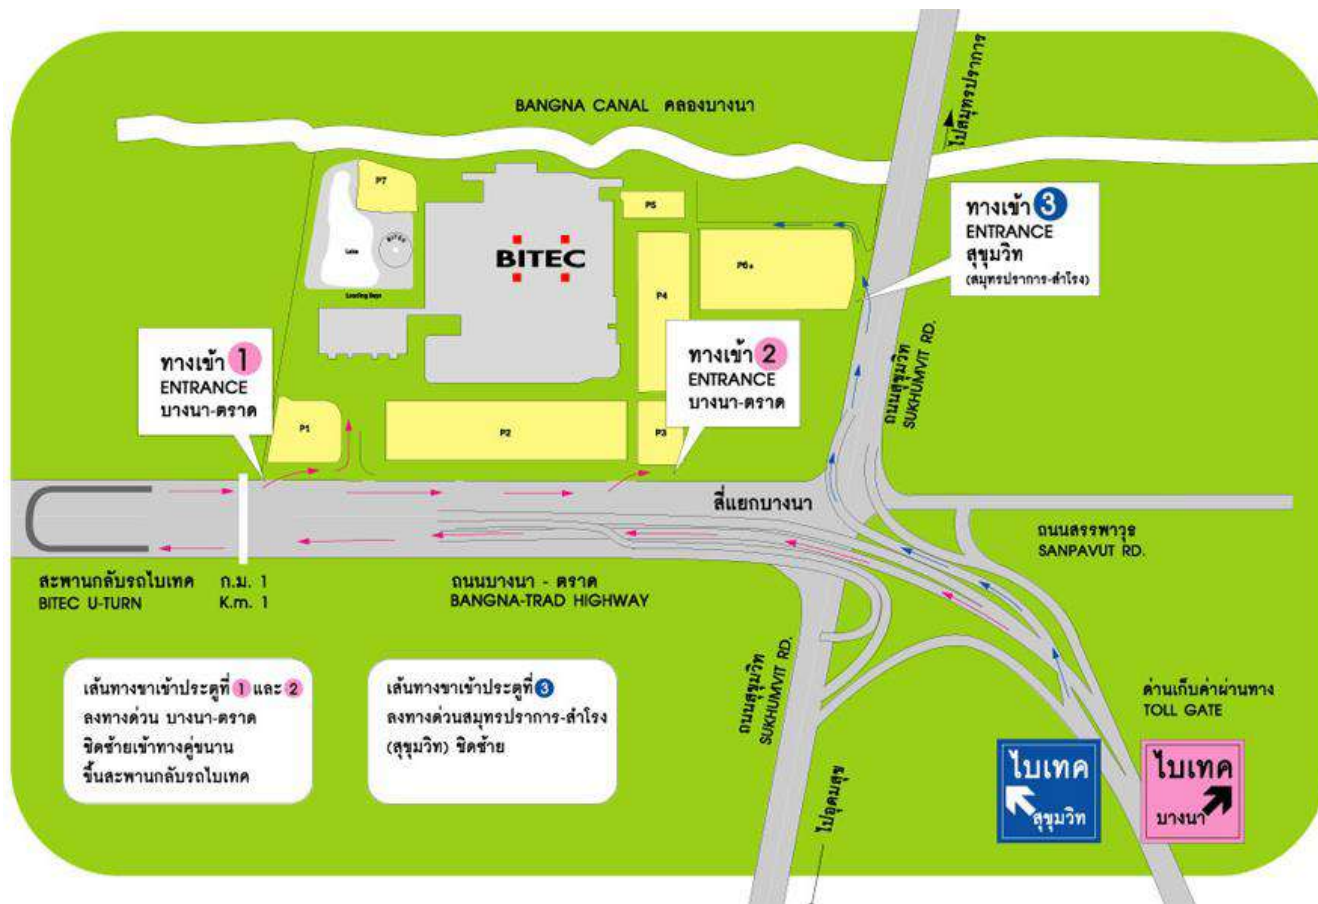 BANGNA CANAL คลองบางนา
ไปสมุทรปราการ
P7
P5
ทางเข้า 3
ENTRANCE
สุขุมวิท
(สมุทรปราการ-สำโรง)
BITEC
Lake
BITEC
P6
P4
Loading Bays
ทางเข้า 1
ENTRANCE
บางนา-ตราด
ทางเข้า 2
ENTRANCE
บางนา-ตราด
ถนนสุขุมวิท
SUKHUMVIT RD.
P1
P2
P3
สี่แยกบางนา
ถนนสรรพาวุธ
SANPAVUT RD.
สะพานกลับรถไบเทค
BITEC U-TURN
ก.ม. 1
K.m. 1
ถนนบางนา - ตราด
BANGNA-TRAD HIGHWAY
ถนนสุขุมวิท
SUKHUMVIT RD.
เส้นทางขาเข้าประตูที่ 1 และ 2
ลงทางด่วน บางนา-ตราด
ชิดซ้ายเข้าทางคู่ขนาน
ขึ้นสะพานกลับรถไบเทค
เส้นทางขาเข้าประตูที่ 3
ลงทางด่วนสมุทรปราการ-สำโรง
(สุขุมวิท) ชิดซ้าย
ด่านเก็บค่าผ่านทาง
TOLL GATE
ไบเทค
สุขุมวิท
ไบเทค
บางนา
ไปอุดมสุข